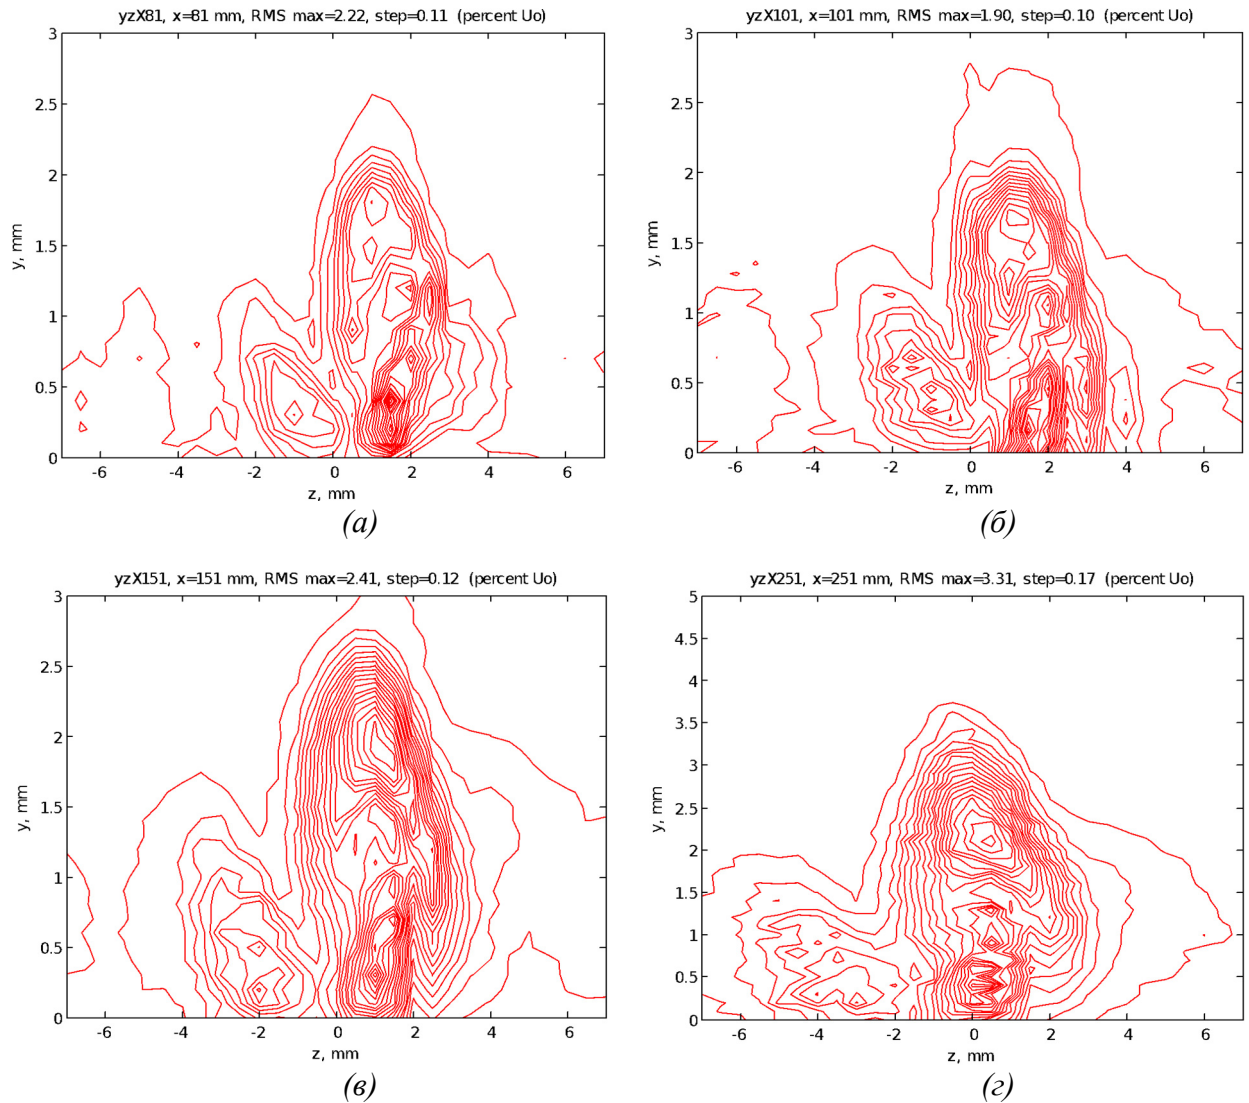 yzX81, x=81 mm, RMS max=2.22, step=0.11 (percent Uo)
3
2.5
2
1.5
1
0.5
0
y, mm
-6 -4 -2 0 2 4 6
z, mm
(а)
yzX101, x=101 mm, RMS max=1.90, step=0.10 (percent Uo)
3
2.5
2
1.5
1
0.5
0
y, mm
-6 -4 -2 0 2 4 6
z, mm
(б)
yzX151, x=151 mm, RMS max=2.41, step=0.12 (percent Uo)
3
2.5
2
1.5
1
0.5
0
y, mm
-6 -4 -2 0 2 4 6
z, mm
(в)
yzX251, x=251 mm, RMS max=3.31, step=0.17 (percent Uo)
5
4.5
4
3.5
3
2.5
2
1.5
1
0.5
0
y, mm
-6 -4 -2 0 2 4 6
z, mm
(г)